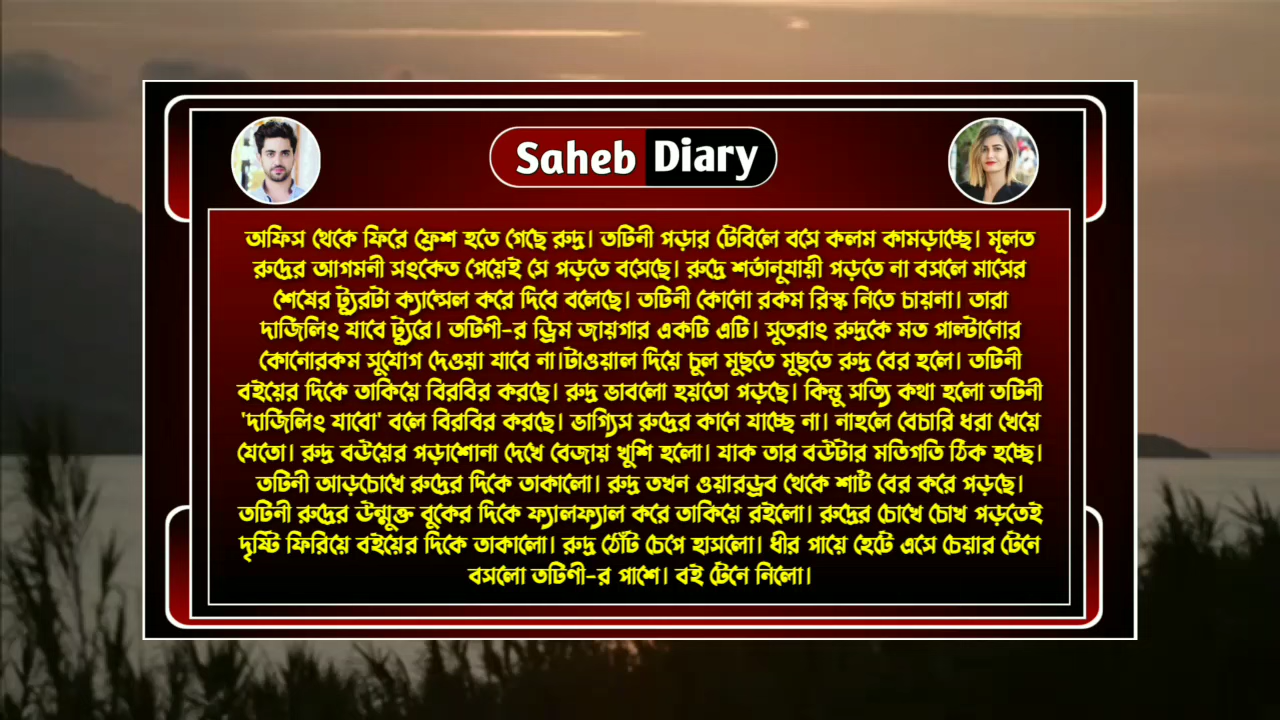 Saheb Diary
অফিস থেকে ফিরে ফ্রেশ হতে গেছে রুদ্র। তটিনী পড়ার টেবিলে বসে কলম কামড়াচ্ছে। মূলত
রুদ্রের আগমনী সংকেত পেয়েই সে পড়তে বসেছে। রুদ্রে শর্তানুযায়ী পড়তে না বসলে মাসের
শেষের ট্যুরটা ক্যান্সেল করে দিবে বলেছে। তটিনী কোনো রকম রিস্ক নিতে চায়না। তারা
দার্জিলিং যাবে ট্যুরে। তটিণী-র ড্রিম জায়গার একটি এটি। সুতরাং রুদ্রকে মত পাল্টানোর
কোনোরকম সুযোগ দেওয়া যাবে না।টাওয়াল দিয়ে চুল মুছতে মুছতে রুদ্র বের হলে। তটিনী
বইয়ের দিকে তাকিয়ে বিরবির করছে। রুদ্র ভাবলো হয়তো পড়ছে। কিন্তু সত্যি কথা হলো তটিনী
'দার্জিলিং যাবো' বলে বিরবির করছে। ভাগ্যিস রুদ্রের কানে যাচ্ছে না। নাহলে বেচারি ধরা খেয়ে
যেতো। রুদ্র বউয়ের পড়াশোনা দেখে বেজায় খুশি হলো। যাক তার বউটার মতিগতি ঠিক হচ্ছে।
তটিনী আড়চোখে রুদ্রের দিকে তাকালো। রুদ্র তখন ওয়ারড্রব থেকে শার্ট বের করে পড়ছে।
তটিনী রুদ্রের উন্মুক্ত বুকের দিকে ফ্যালফ্যাল করে তাকিয়ে রইলো। রুদ্রের চোখে চোখ পড়তেই
দৃষ্টি ফিরিয়ে বইয়ের দিকে তাকালো। রুদ্র ঠোঁট চেপে হাসলো। ধীর পায়ে হেটে এসে চেয়ার টেনে
বসলো তটিণী-র পাশে। বই টেনে নিলো।